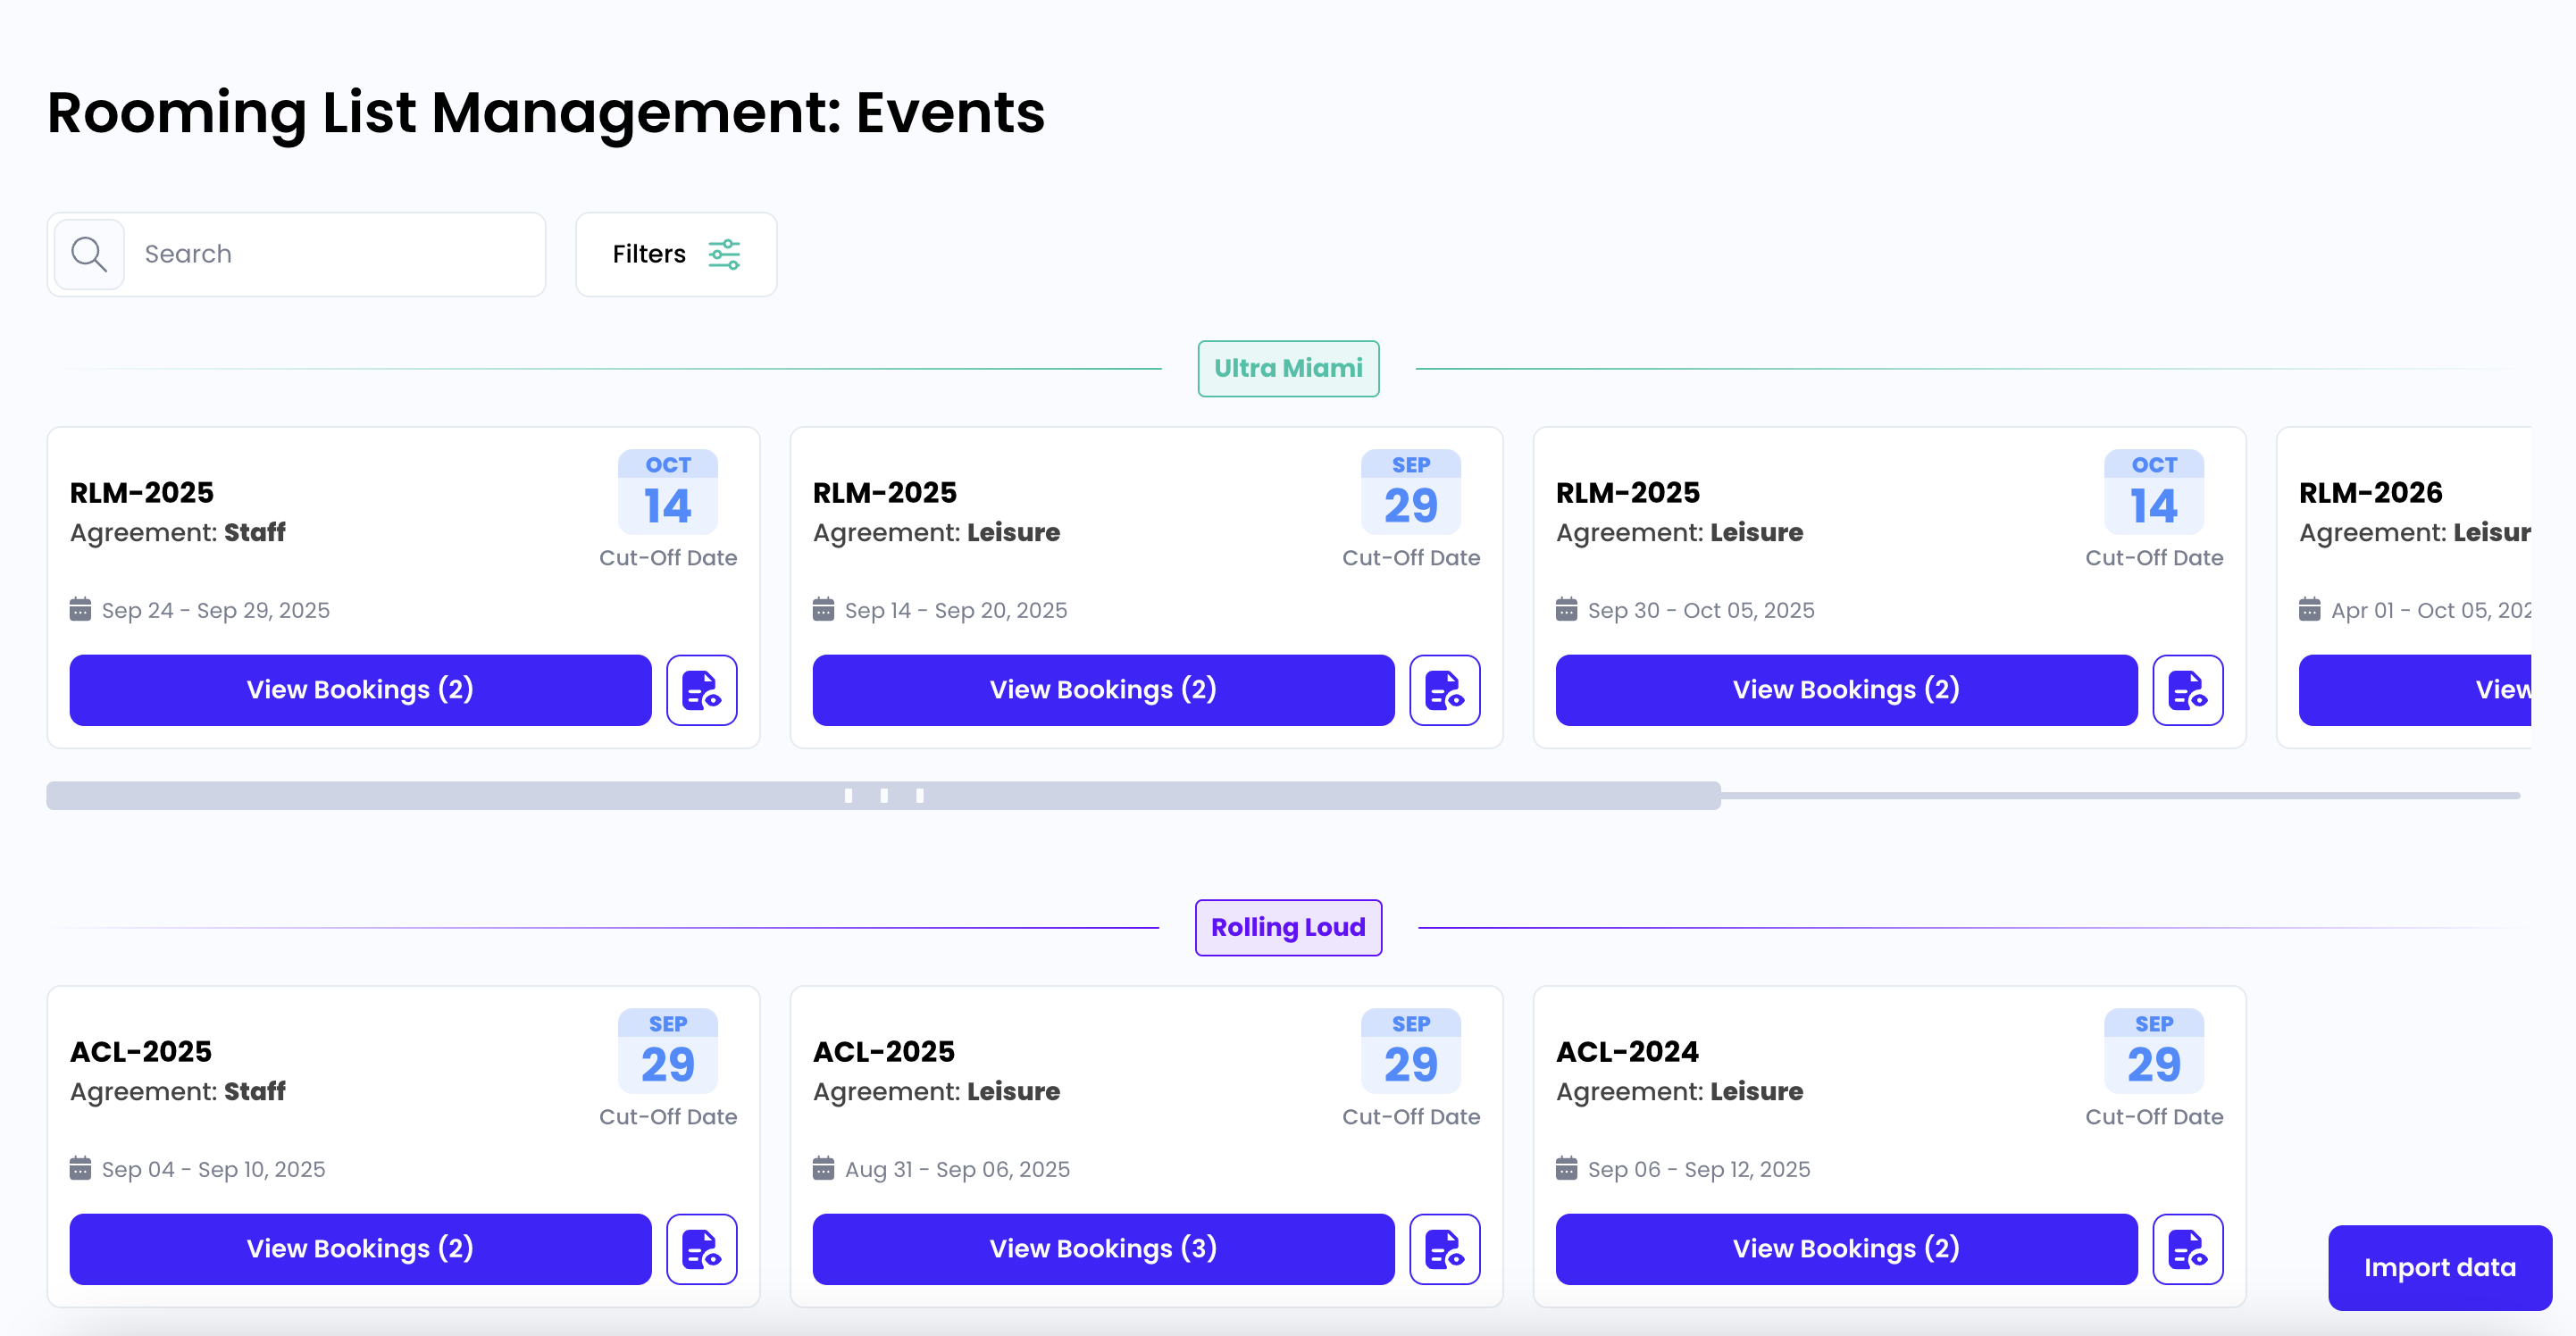 Rooming List Management: Events
Search
Filters
Ultra Miami
RLM-2025
Agreement: Staff
OCT
14
Cut-Off Date
Sep 24 - Sep 29, 2025
View Bookings (2)
RLM-2025
Agreement: Leisure
SEP
29
Cut-Off Date
Sep 14 - Sep 20, 2025
View Bookings (2)
RLM-2025
Agreement: Leisure
OCT
14
Cut-Off Date
Sep 30 - Oct 05, 2025
View Bookings (2)
RLM-2026
Agreement: Leisur
Apr 01 - Oct 05, 202
View
Rolling Loud
ACL-2025
Agreement: Staff
SEP
29
Cut-Off Date
Sep 04 - Sep 10, 2025
View Bookings (2)
ACL-2025
Agreement: Leisure
SEP
29
Cut-Off Date
Aug 31 - Sep 06, 2025
View Bookings (3)
ACL-2024
Agreement: Leisure
SEP
29
Cut-Off Date
Sep 06 - Sep 12, 2025
View Bookings (2)
Import data